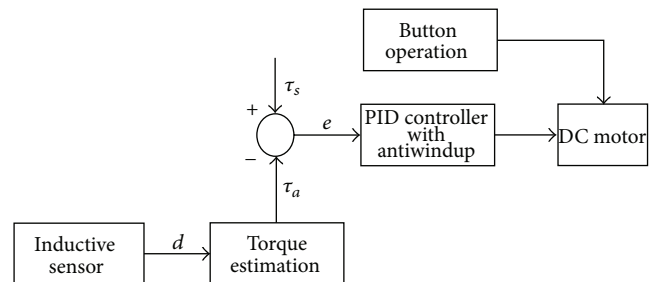 Button
operation
τs
+
e
PID controller
with
antiwindup
DC motor
−
τa
Inductive
sensor
d
Torque
estimation